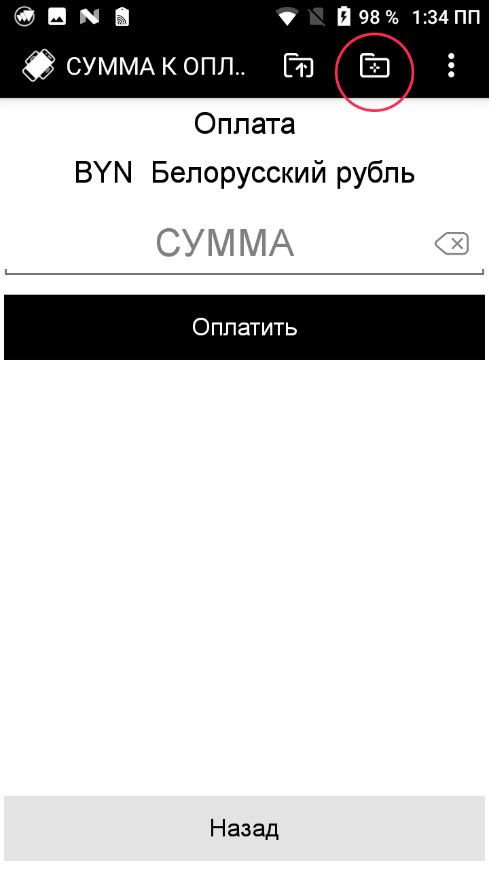 98 % 1:34 ПП
СУММА К ОПЛ..
Оплата
BYN Белорусский рубль
СУММА
Оплатить
Назад